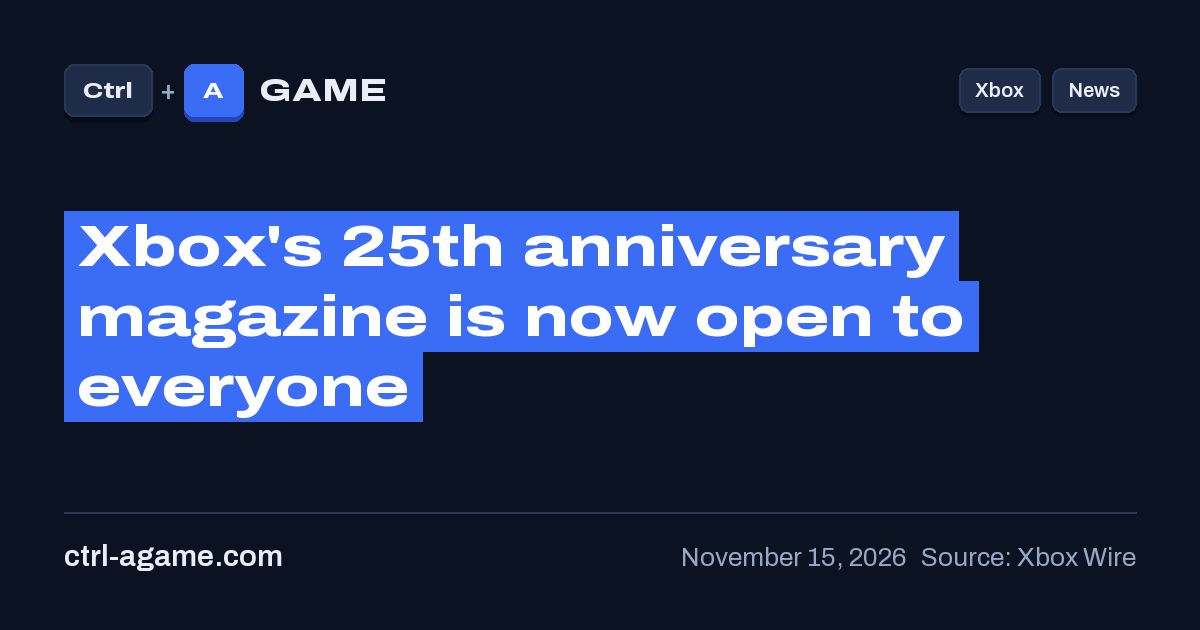 Ctrl + A GAME
Xbox News
Xbox's 25th anniversary
magazine is now open to
everyone
ctrl-agame.com
November 15, 2026 Source: Xbox Wire